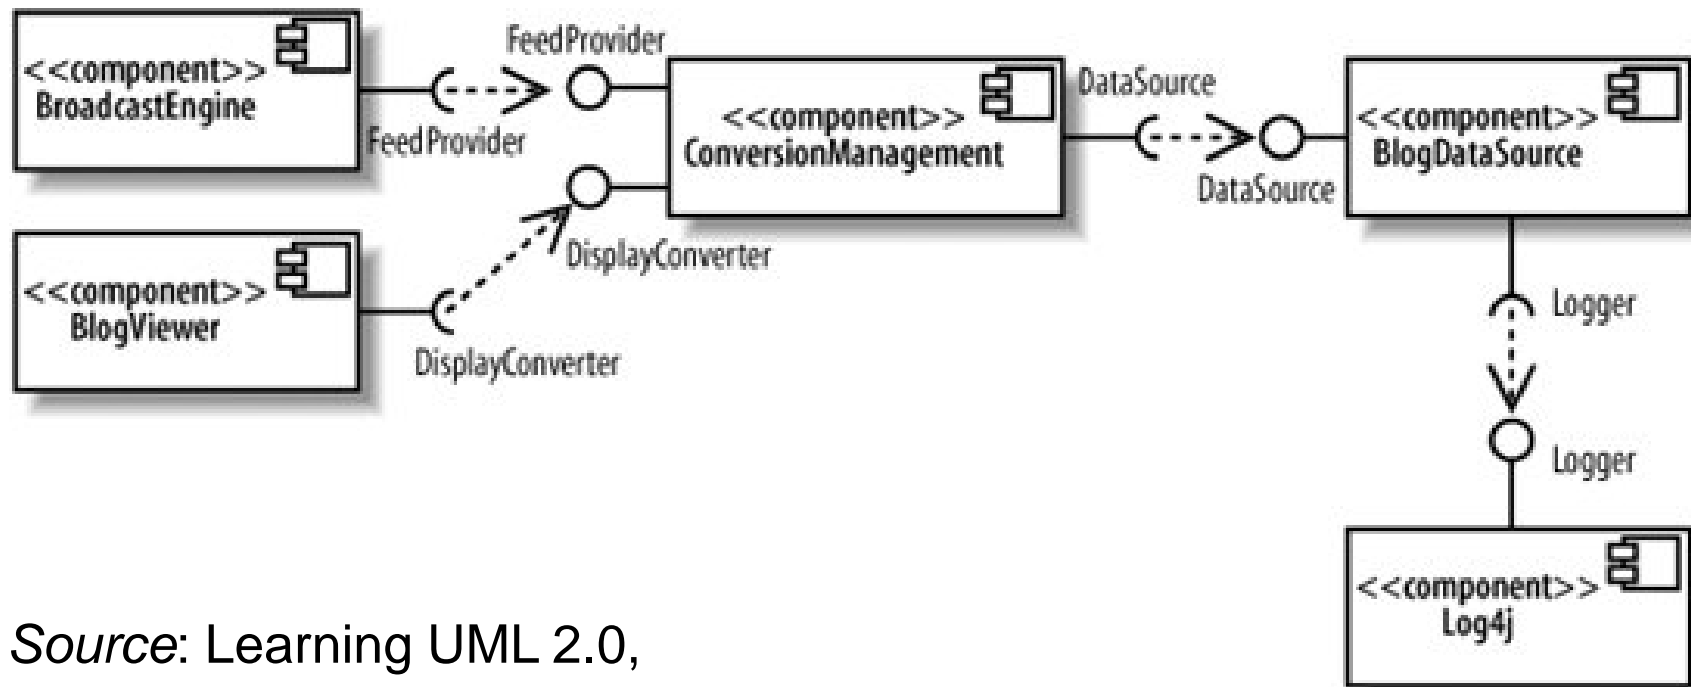 <<component>>
BroadcastEngine
FeedProvider
FeedProvider
<<component>>
ConversionManagement
DataSource
DataSource
<<component>>
BlogDataSource
<<component>>
BlogViewer
DisplayConverter
DisplayConverter
Logger
Logger
<<component>>
Log4j
Source: Learning UML 2.0,